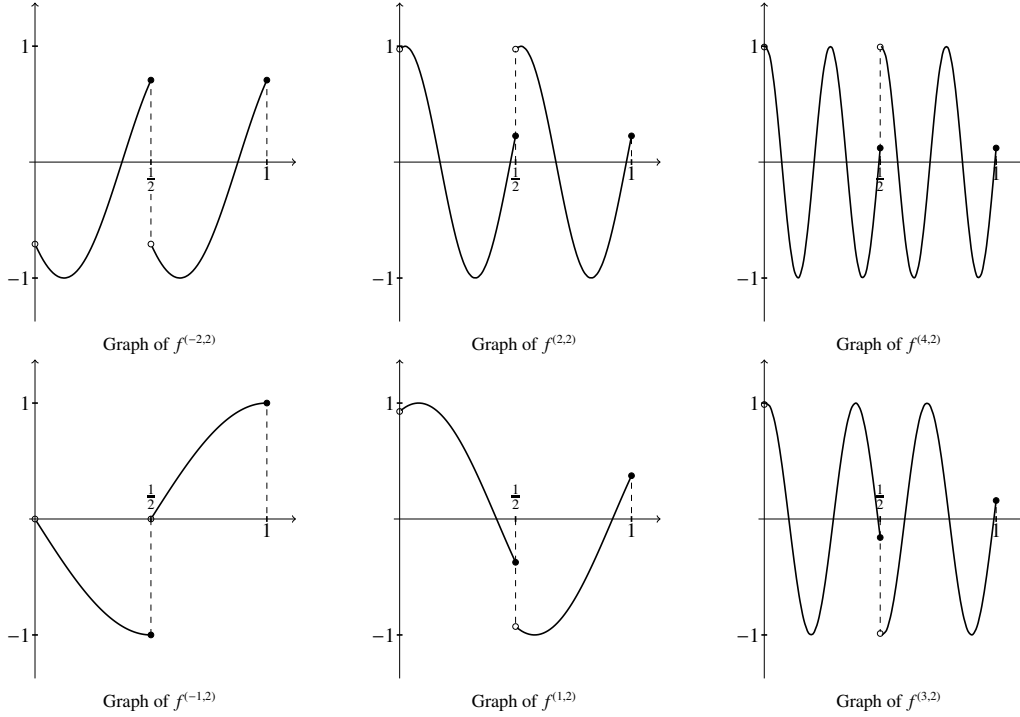 1 1 1
1/2 1 1/2 1 1/2 1
−1 −1 −1
Graph of f^(−2,2) Graph of f^(2,2) Graph of f^(4,2)
1 1 1
1/2 1/2 1/2
1 1 1
−1 −1 −1
Graph of f^(−1,2) Graph of f^(1,2) Graph of f^(3,2)